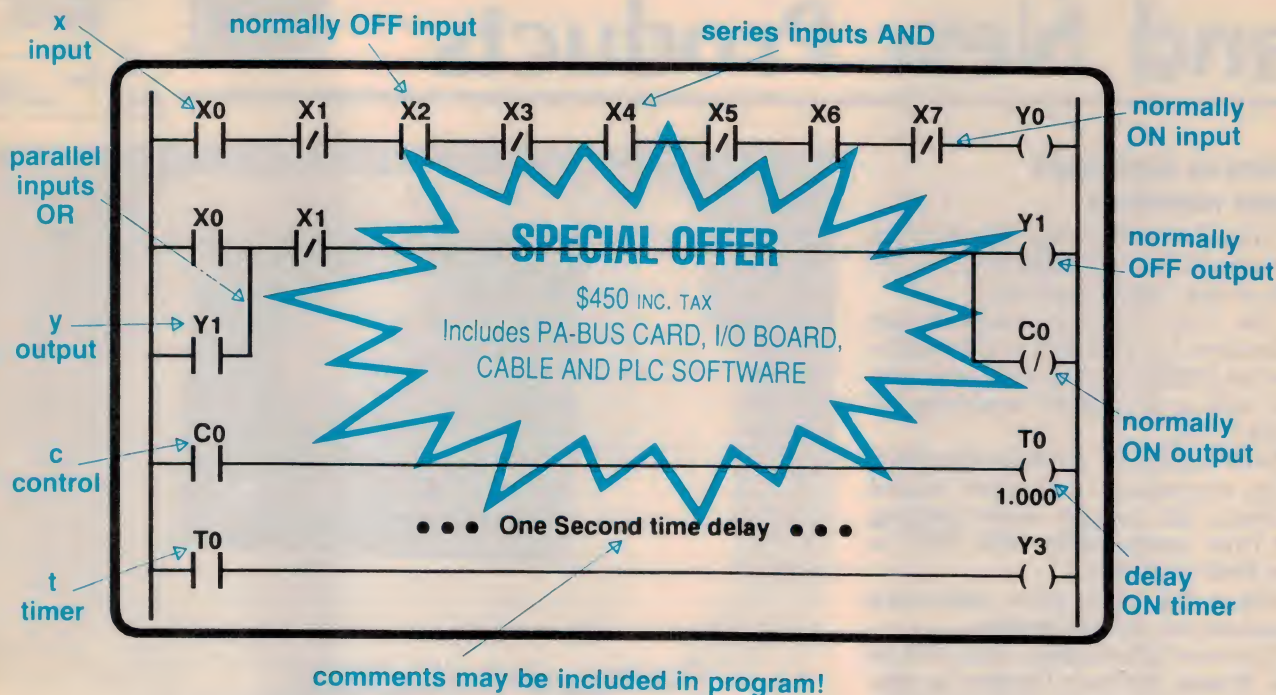 x
input
normally OFF input
series inputs AND
X0 X1 X2 X3 X4 X5 X6 X7 Y0
normally
ON input
parallel
inputs
OR
X0 X1 Y1
SPECIAL OFFER
normally
OFF output
$450 INC. TAX
y
output
Y1
Includes PA-BUS CARD, I/O BOARD,
CABLE AND PLC SOFTWARE
C0
c
control
C0
normally
ON output
T0
1.000
• • • One Second time delay • • •
t
timer
T0
Y3
delay
ON timer
comments may be included in program!